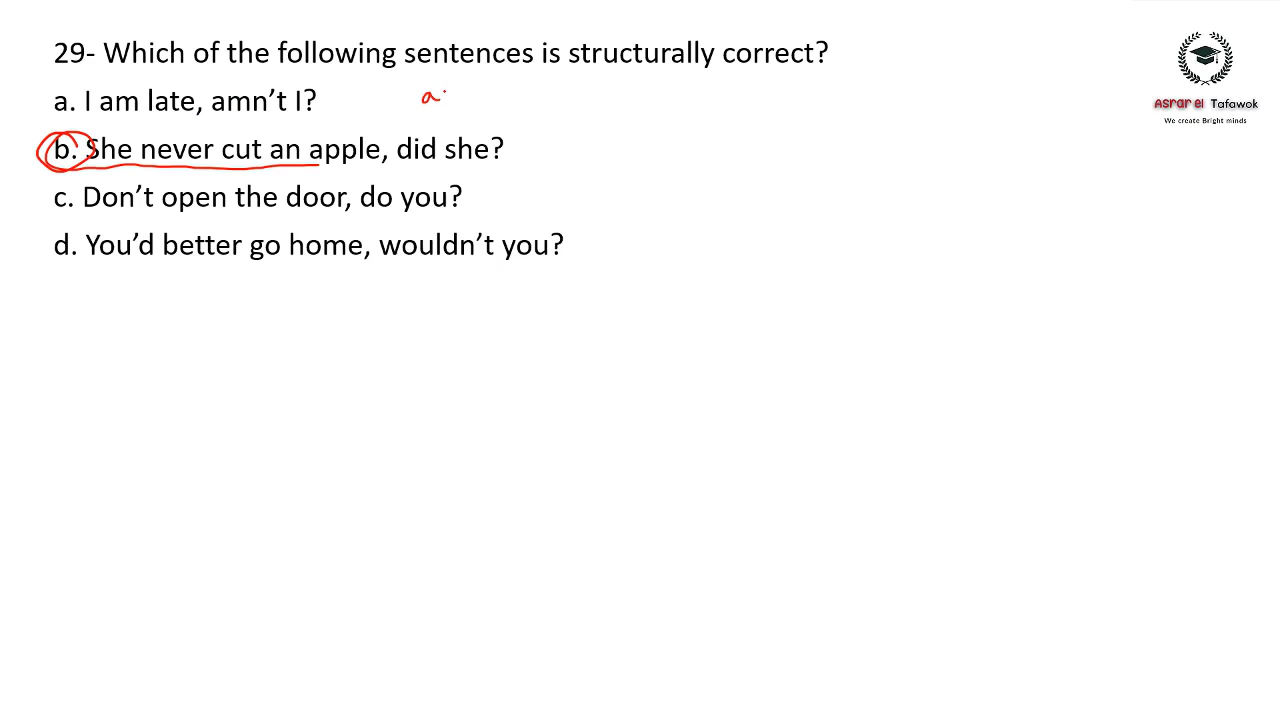 29- Which of the following sentences is structurally correct?
a. I am late, amn't I?
a
b. She never cut an apple, did she?
c. Don't open the door, do you?
d. You'd better go home, wouldn't you?
Asrar el Tafawok
We create Bright minds